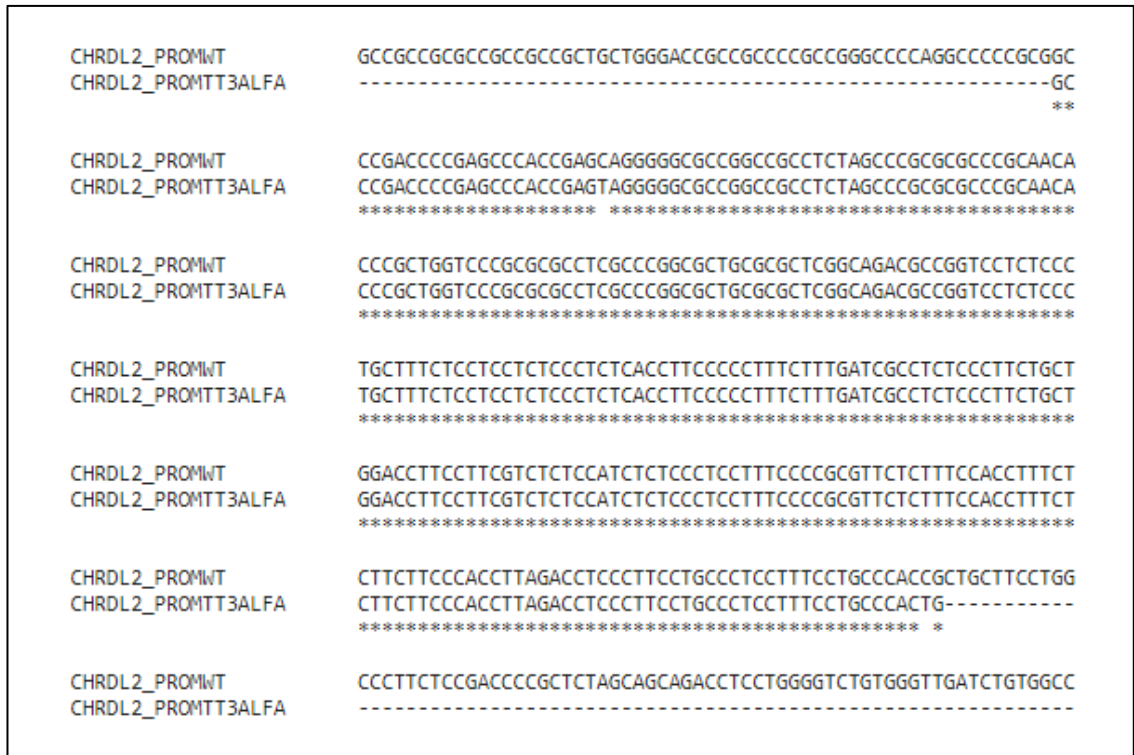 CHRDL2_PROMWT GCCGCCGCGCCGCCGCCGCTGCTGGGACCGCCGCCCCGCCGGGCCCCAGGCCCCCGCGGC
CHRDL2_PROMTT3ALFA ----------------------------------------------------------GC
**
CHRDL2_PROMWT CCGACCCCGAGCCCACCGAGCAGGGGGCGCCGGCCGCCTCTAGCCCGCGCGCCCGCAACA
CHRDL2_PROMTT3ALFA CCGACCCCGAGCCCACCGAGTAGGGGGCGCCGGCCGCCTCTAGCCCGCGCGCCCGCAACA
******************** ***************************************
CHRDL2_PROMWT CCCGCTGGTCCCGCGCGCCTCGCCCGGCGCTGCGCGCTCGGCAGACGCCGGTCCTCTCCC
CHRDL2_PROMTT3ALFA CCCGCTGGTCCCGCGCGCCTCGCCCGGCGCTGCGCGCTCGGCAGACGCCGGTCCTCTCCC
************************************************************
CHRDL2_PROMWT TGCTTTCTCCTCCTCTCCCTCTCACCTTCCCCCTTTCTTTGATCGCCTCTCCCTTCTGCT
CHRDL2_PROMTT3ALFA TGCTTTCTCCTCCTCTCCCTCTCACCTTCCCCCTTTCTTTGATCGCCTCTCCCTTCTGCT
************************************************************
CHRDL2_PROMWT GGACCTTCCTTCGTCTCTCCATCTCTCCCTCCTTTCCCCGCGTTCTCTTTCCACCTTTCT
CHRDL2_PROMTT3ALFA GGACCTTCCTTCGTCTCTCCATCTCTCCCTCCTTTCCCCGCGTTCTCTTTCCACCTTTCT
************************************************************
CHRDL2_PROMWT CTTCTTCCCACCTTAGACCTCCCTTCCTGCCCTCCTTTCCTGCCCACCGCTGCTTCCTGG
CHRDL2_PROMTT3ALFA CTTCTTCCCACCTTAGACCTCCCTTCCTGCCCTCCTTTCCTGCCCACTG-----------
*********************************************** *
CHRDL2_PROMWT CCCTTCTCCGACCCCGCTCTAGCAGCAGACCTCCTGGGGTCTGTGGGTTGATCTGTGGCC
CHRDL2_PROMTT3ALFA ------------------------------------------------------------